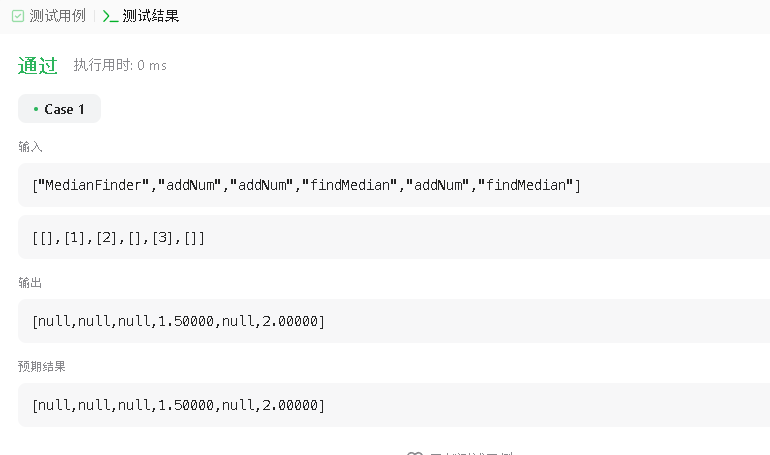 测试用例 测试结果
通过 执行用时: 0 ms
Case 1
输入
["MedianFinder","addNum","addNum","findMedian","addNum","findMedian"]
[[],[1],[2],[],[3],[]]
输出
[null,null,null,1.50000,null,2.00000]
预期结果
[null,null,null,1.50000,null,2.00000]